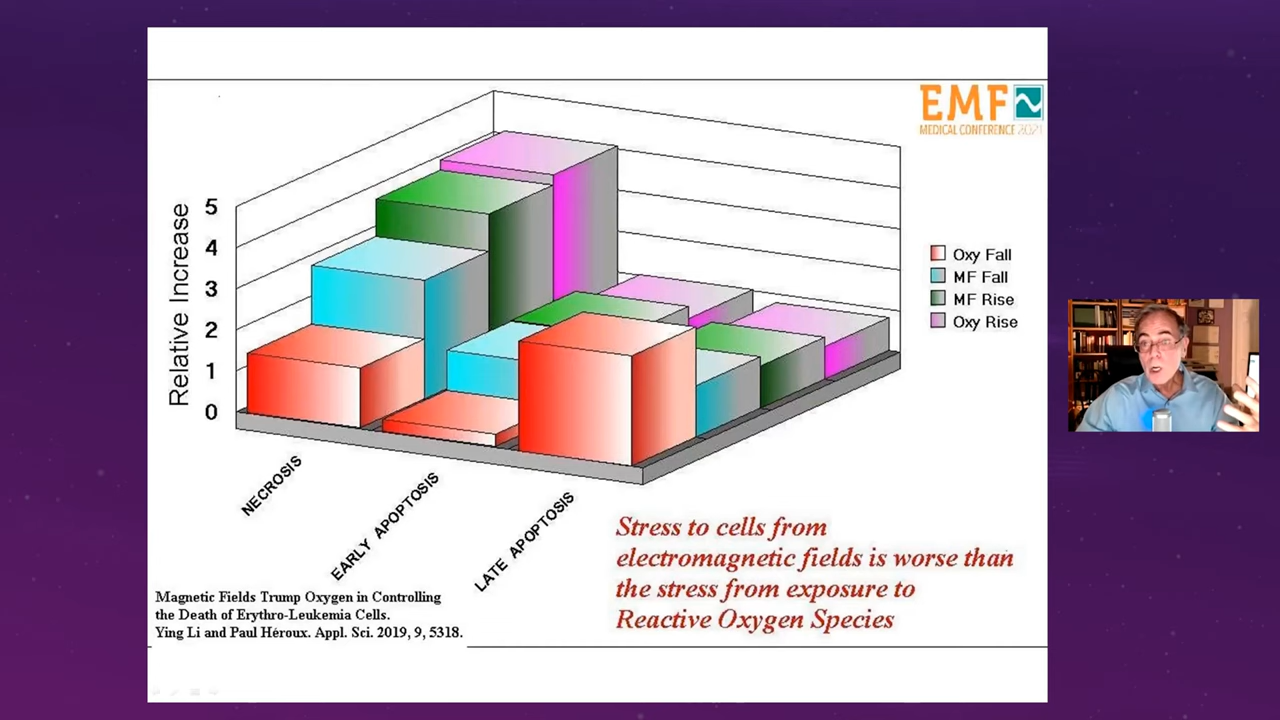 EMF
MEDICAL CONFERENCE 2021
Relative Increase
5
4
3
2
1
0
NECROSIS
EARLY APOPTOSIS
LATE APOPTOSIS
Oxy Fall
MF Fall
MF Rise
Oxy Rise
Stress to cells from
electromagnetic fields is worse than
the stress from exposure to
Reactive Oxygen Species
Magnetic Fields Trump Oxygen in Controlling
the Death of Erythro-Leukemia Cells.
Ying Li and Paul Héroux. Appl. Sci. 2019, 9, 5318.